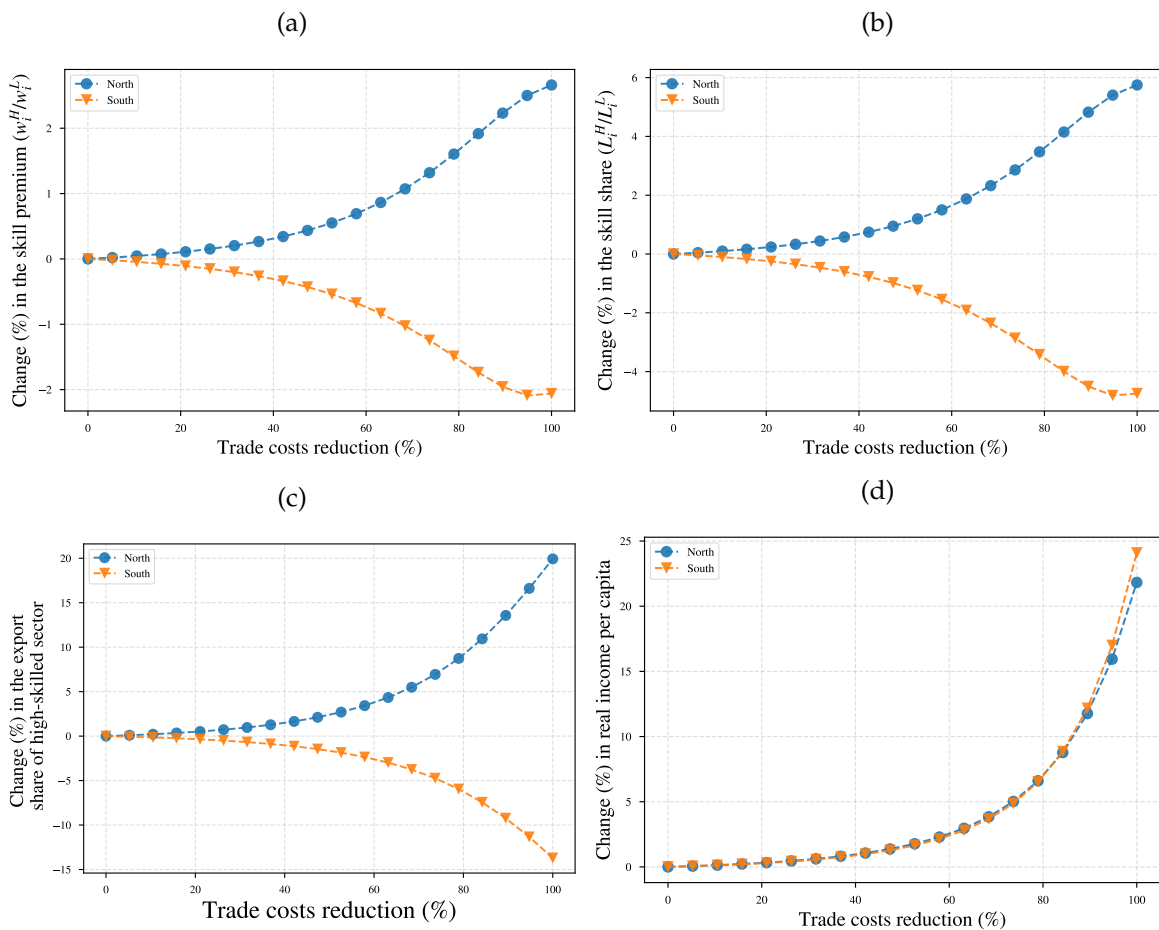 (a)
Change (%) in the skill premium (w_i^H/w_i^L)
2
1
0
−1
−2
North
South
0 20 40 60 80 100
Trade costs reduction (%)
(b)
Change (%) in the skill share (L_i^H/L_i^L)
6
4
2
0
−2
−4
North
South
0 20 40 60 80 100
Trade costs reduction (%)
(c)
Change (%) in the export
share of high-skilled sector
20
15
10
5
0
−5
−10
−15
North
South
0 20 40 60 80 100
Trade costs reduction (%)
(d)
Change (%) in real income per capita
25
20
15
10
5
0
North
South
0 20 40 60 80 100
Trade costs reduction (%)